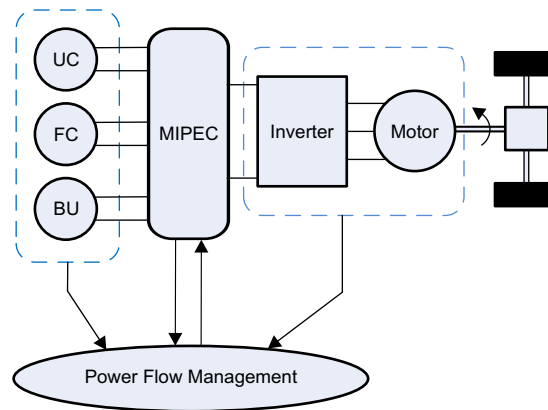 UC
FC
BU
MIPEC
Inverter
Motor
Power Flow Management